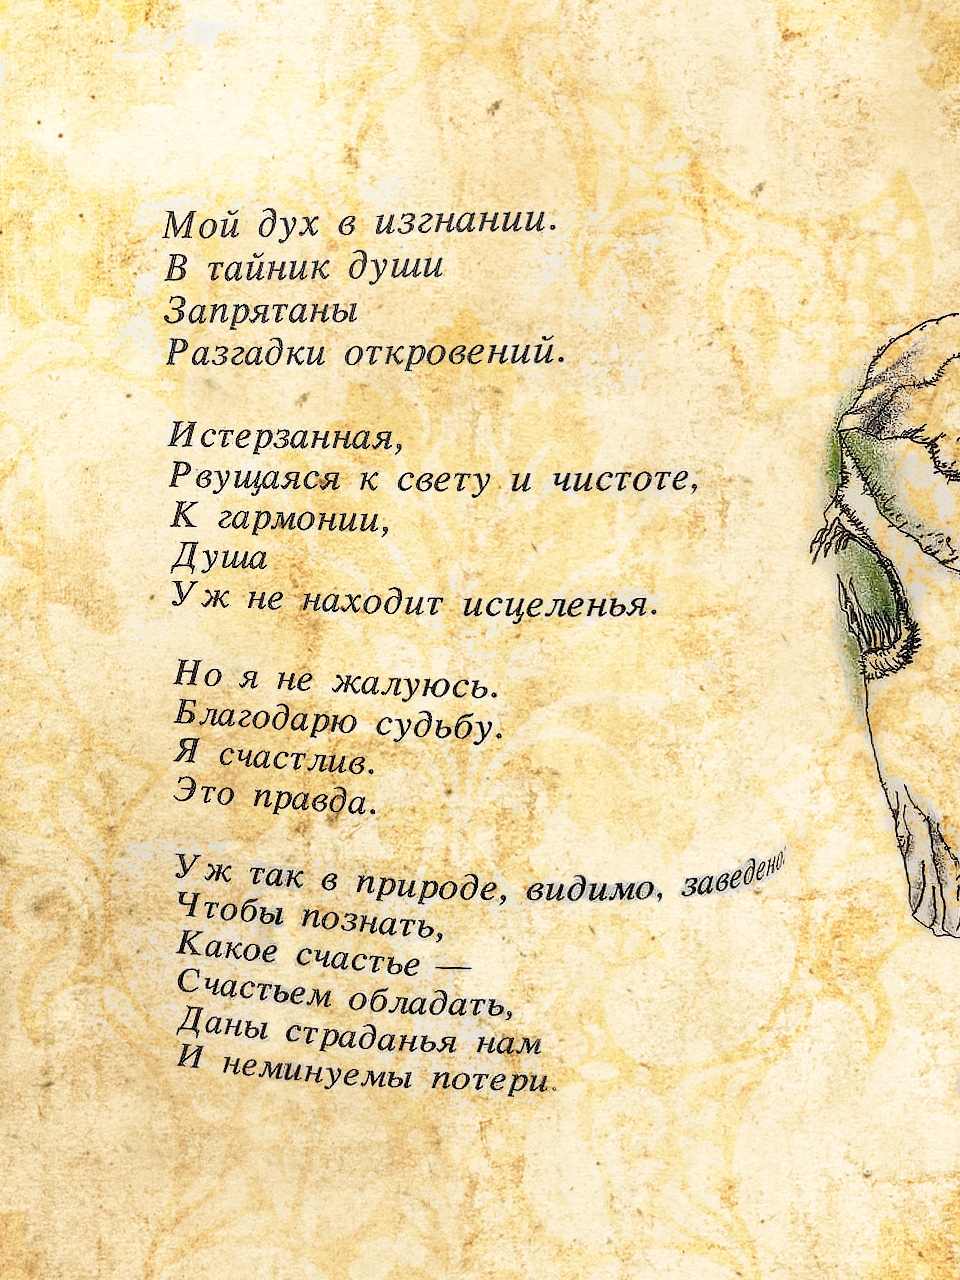 Мой дух в изгнании.
В тайник души
Запрятаны
Разгадки откровений.
Истерзанная,
Рвущаяся к свету и чистоте,
К гармонии,
Душа
Уж не находит исцеленья.
Но я не жалуюсь.
Благодарю судьбу.
Я счастлив.
Это правда.
Уж так в природе, видимо, заведено:
Чтобы познать,
Какое счастье —
Счастьем обладать,
Даны страданья нам
И неминуемы потери.